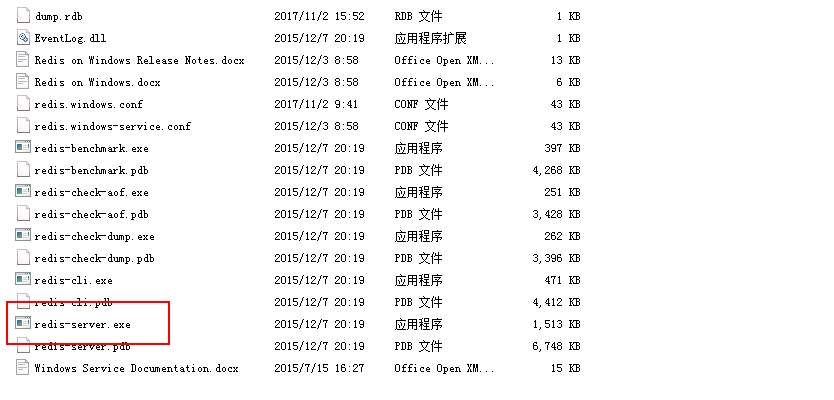 dump.rdb 2017/11/2 15:52 RDB 文件 1 KB
EventLog.dll 2015/12/7 20:19 应用程序扩展 1 KB
Redis on Windows Release Notes.docx 2015/12/3 8:58 Office Open XM... 13 KB
Redis on Windows.docx 2015/12/3 8:58 Office Open XM... 6 KB
redis.windows.conf 2017/11/2 9:41 CONF 文件 43 KB
redis.windows-service.conf 2015/12/3 8:58 CONF 文件 43 KB
redis-benchmark.exe 2015/12/7 20:19 应用程序 397 KB
redis-benchmark.pdb 2015/12/7 20:19 PDB 文件 4,268 KB
redis-check-aof.exe 2015/12/7 20:19 应用程序 251 KB
redis-check-aof.pdb 2015/12/7 20:19 PDB 文件 3,428 KB
redis-check-dump.exe 2015/12/7 20:19 应用程序 262 KB
redis-check-dump.pdb 2015/12/7 20:19 PDB 文件 3,396 KB
redis-cli.exe 2015/12/7 20:19 应用程序 471 KB
redis-cli.pdb 2015/12/7 20:19 PDB 文件 4,412 KB
redis-server.exe 2015/12/7 20:19 应用程序 1,513 KB
redis-server.pdb 2015/12/7 20:19 PDB 文件 6,748 KB
Windows Service Documentation.docx 2015/7/15 16:27 Office Open XM... 15 KB